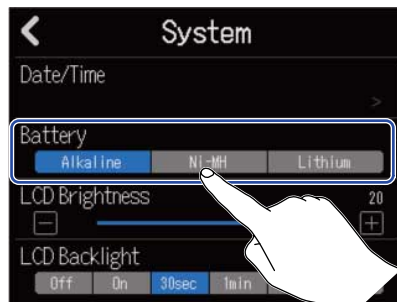 System
Date/Time
>
Battery
Alkaline Ni-MH Lithium
LCD Brightness 20
− +
LCD Backlight
Off On 30sec 1min